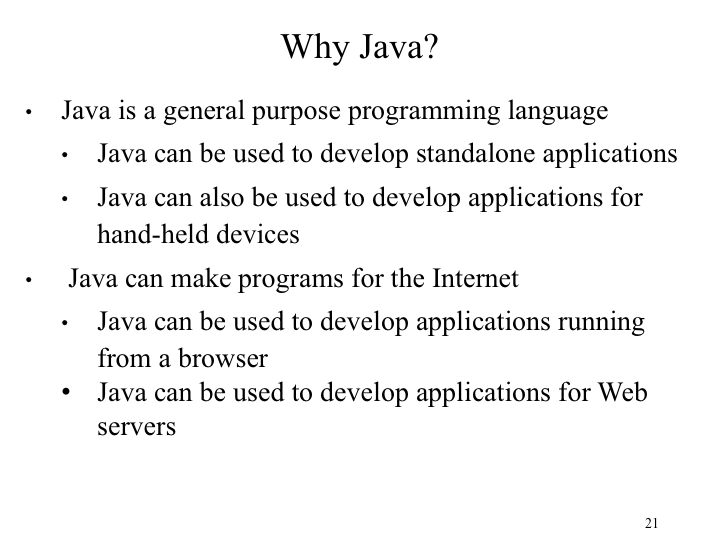 Why Java?
• Java is a general purpose programming language
• Java can be used to develop standalone applications
• Java can also be used to develop applications for
hand-held devices
• Java can make programs for the Internet
• Java can be used to develop applications running
from a browser
• Java can be used to develop applications for Web
servers
21